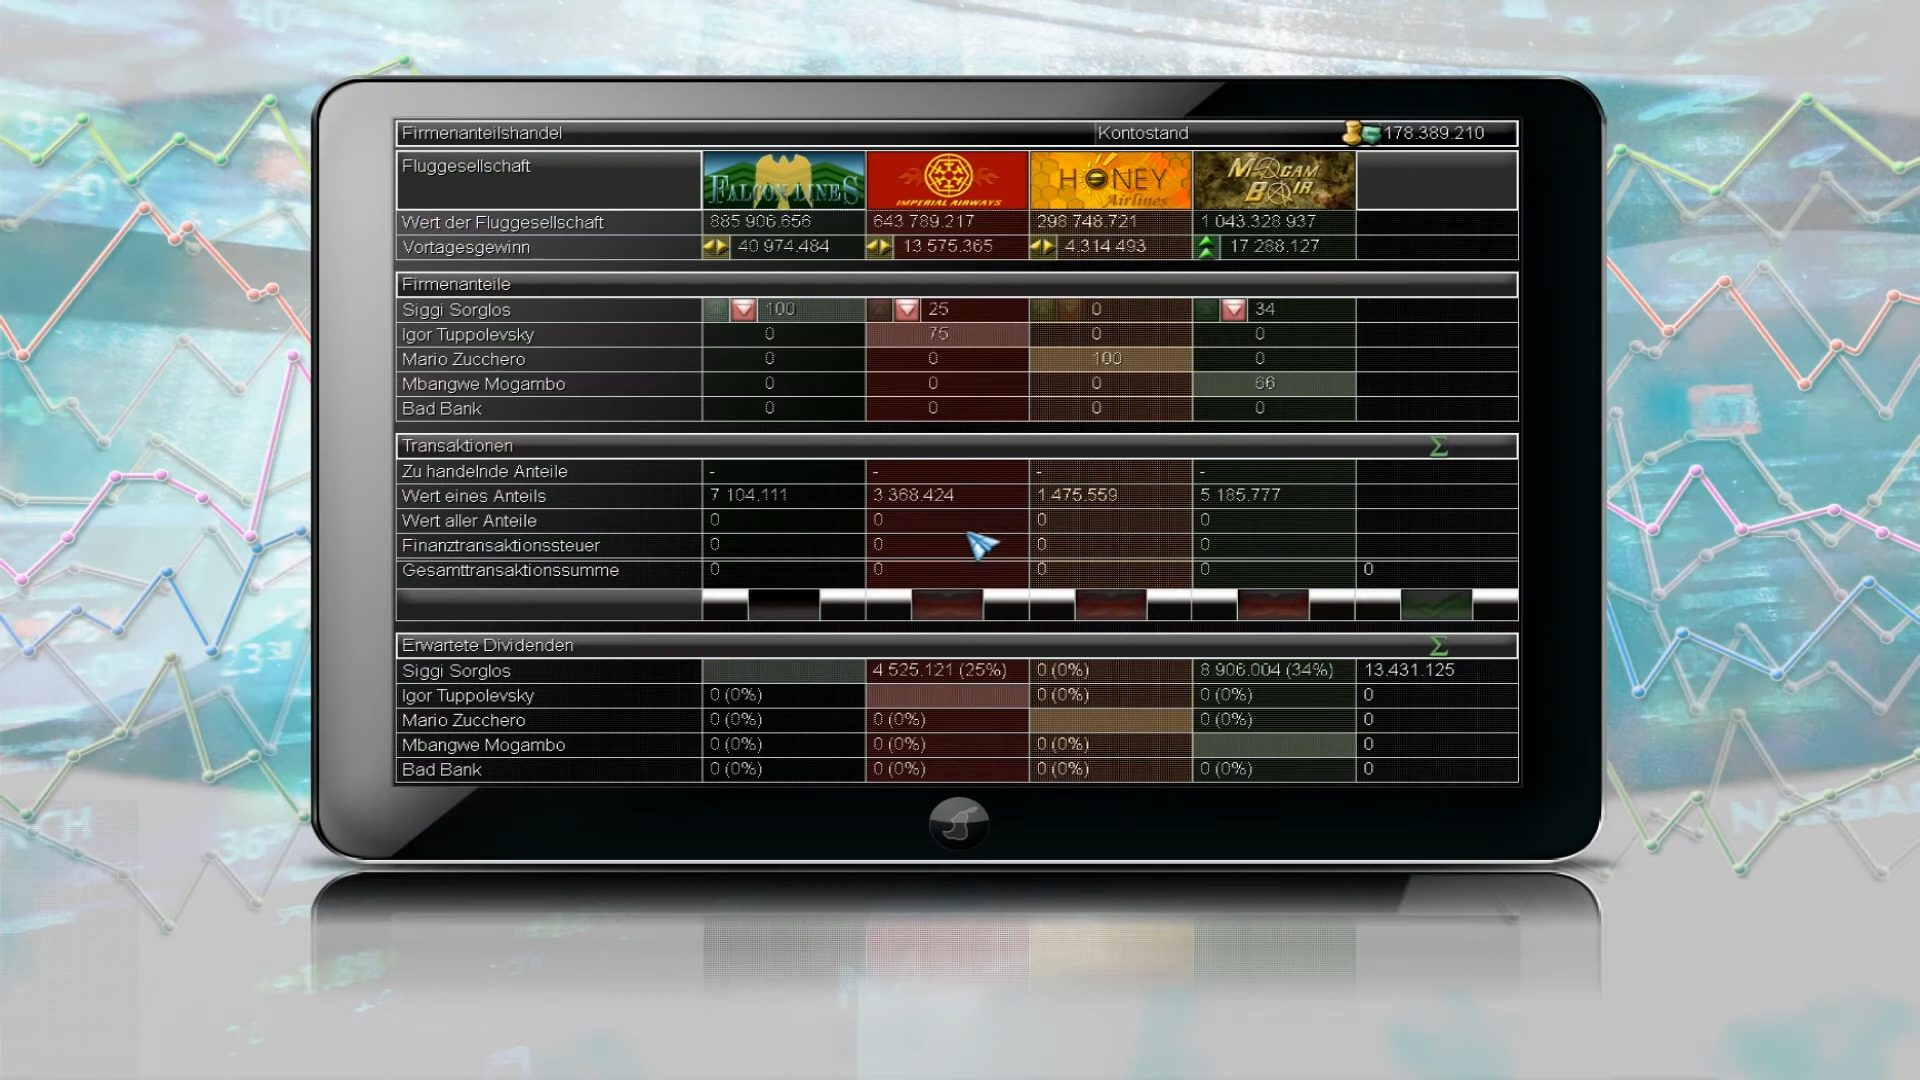 Firmenanteilshandel Kontostand 178.389.210
Fluggesellschaft FALCON LINES IMPERIAL AIRWAYS HONEY Airlines MOGAM BOAIR
Wert der Fluggesellschaft 885 906.656 643 789.217 298 748.721 1 043.328 937
Vortagesgewinn 40 974.484 13 575.365 4.314.493 17 288.127
Firmenanteile
Siggi Sorglos 100 25 0 34
Igor Tuppolevsky 0 75 0 0
Mario Zucchero 0 0 100 0
Mbangwe Mogambo 0 0 0 66
Bad Bank 0 0 0 0
Transaktionen Σ
Zu handelnde Anteile - - - -
Wert eines Anteils 7 104.111 3 368.424 1 475.559 5 185.777
Wert aller Anteile 0 0 0 0
Finanztransaktionssteuer 0 0 0 0
Gesamttransaktionssumme 0 0 0 0 0
Erwartete Dividenden Σ
Siggi Sorglos 4 525.121 (25%) 0 (0%) 8 906.004 (34%) 13.431.125
Igor Tuppolevsky 0 (0%) 0 (0%) 0 (0%) 0
Mario Zucchero 0 (0%) 0 (0%) 0 (0%) 0
Mbangwe Mogambo 0 (0%) 0 (0%) 0 (0%) 0
Bad Bank 0 (0%) 0 (0%) 0 (0%) 0 (0%) 0